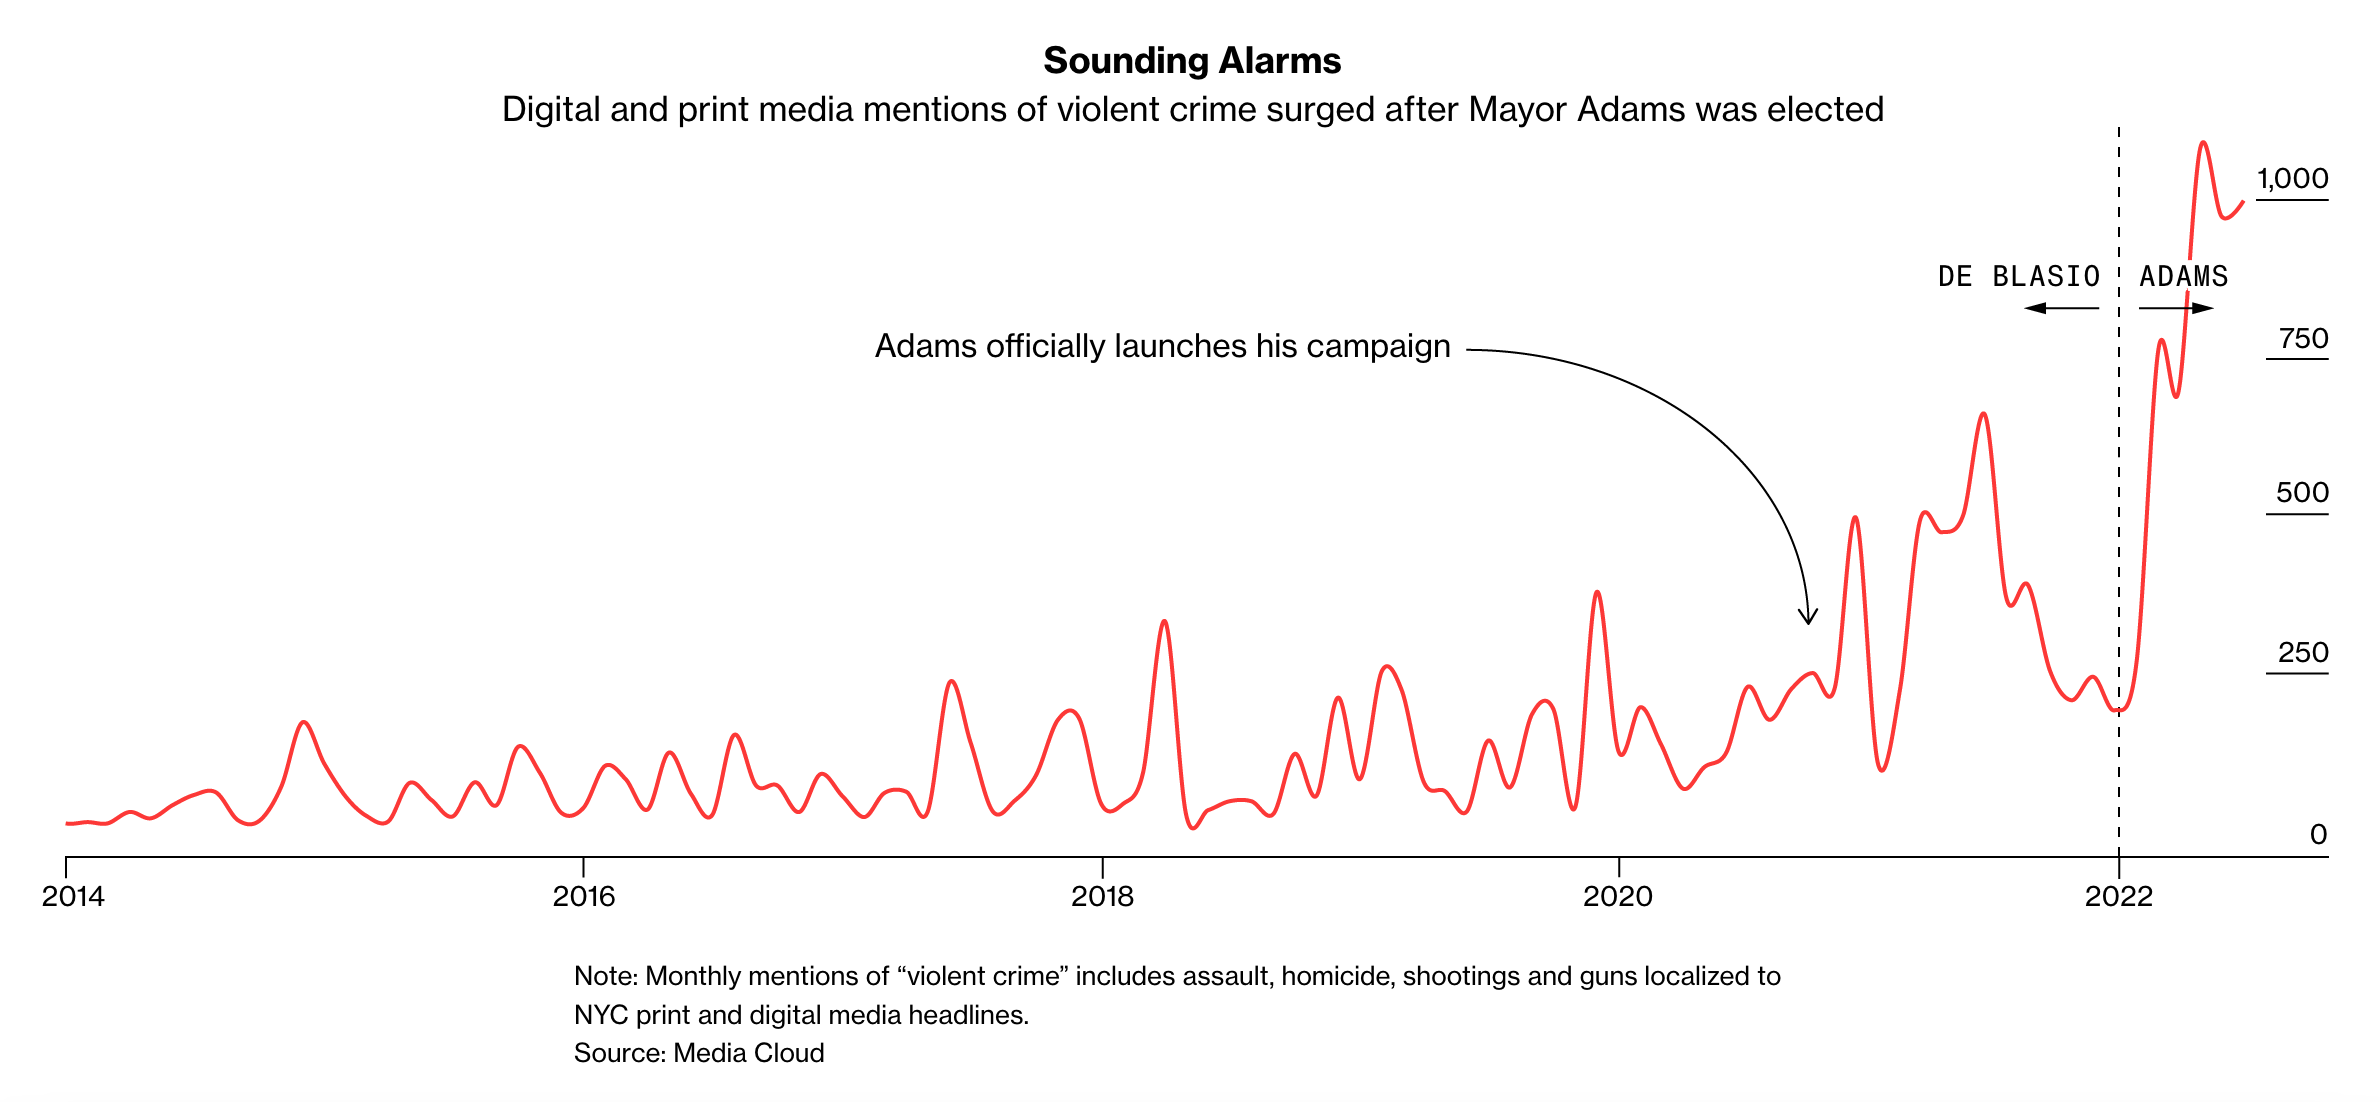 Sounding Alarms
Digital and print media mentions of violent crime surged after Mayor Adams was elected
1,000
DE BLASIO
ADAMS
750
Adams officially launches his campaign
500
250
0
2014
2016
2018
2020
2022
Note: Monthly mentions of “violent crime” includes assault, homicide, shootings and guns localized to
NYC print and digital media headlines.
Source: Media Cloud